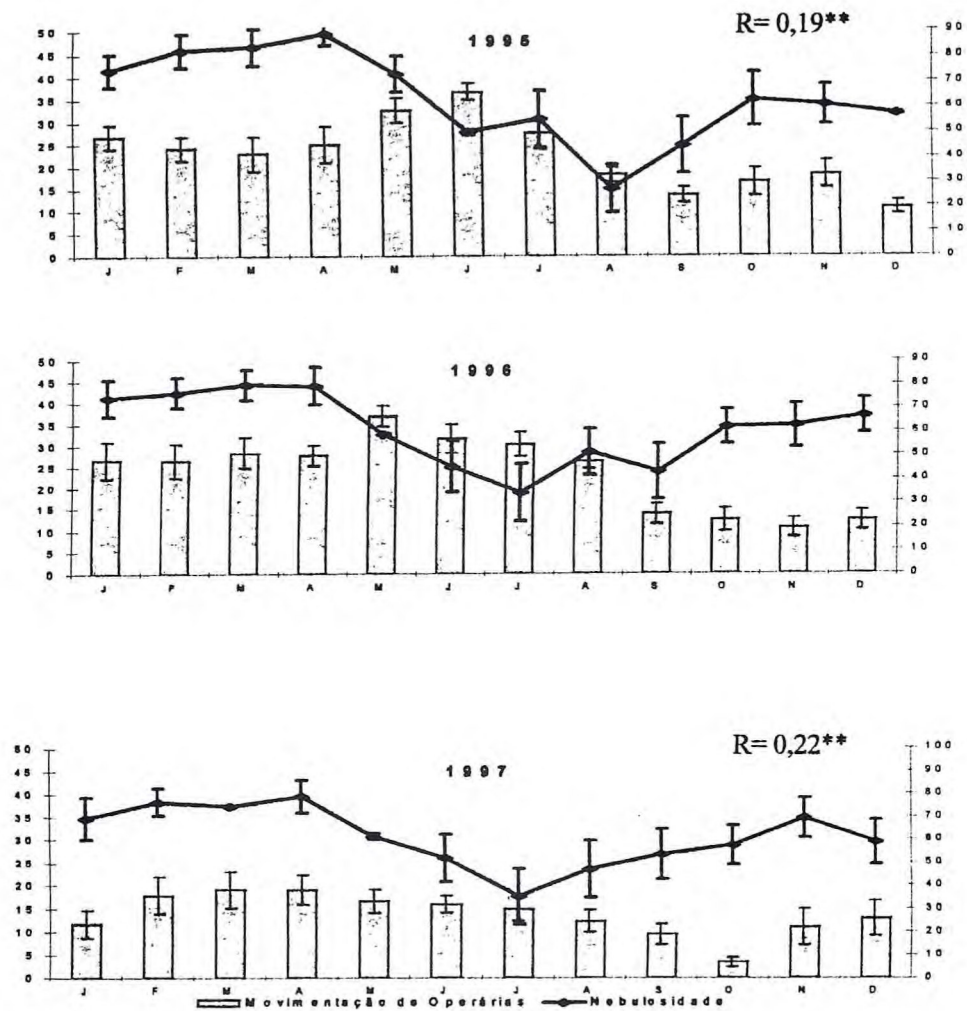 R= 0,19**
1995
50 45 40 35 30 25 20 15 10 5 0
90 80 70 60 50 40 30 20 10 0
J F M A M J J A S O N D
1996
50 45 40 35 30 25 20 15 10 5 0
90 80 70 60 50 40 30 20 10 0
J F M A M J J A S O N D
R= 0,22**
1997
50 45 40 35 30 25 20 15 10 5 0
100 90 80 70 60 50 40 30 20 10 0
J F M A M J J A S O N D
Movimentação de Operárias Nebulosidade